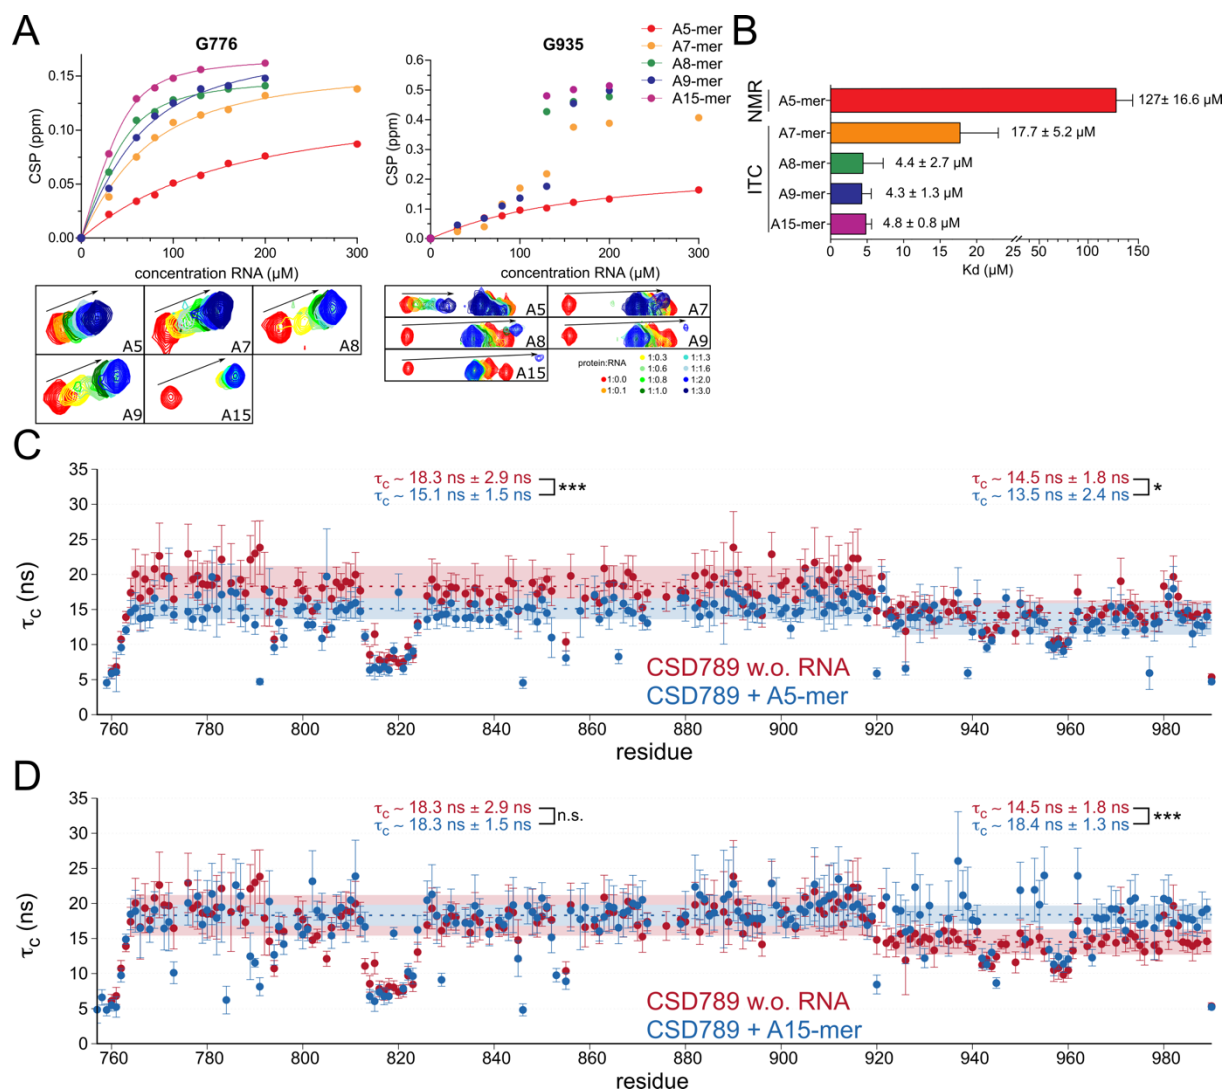 A
G776
CSP (ppm)
0.15
0.10
0.05
0.00
0
100
200
300
concentration RNA (µM)
G935
CSP (ppm)
0.6
0.5
0.4
0.3
0.2
0.1
0.0
0
100
200
300
concentration RNA (µM)
A5-mer
A7-mer
A8-mer
A9-mer
A15-mer
A5
A7
A8
A9
A15
A5
A7
A8
A9
A15
protein:RNA
1:0.0
1:0.1
1:0.3
1:0.6
1:0.8
1:1.0
1:1.3
1:1.6
1:2.0
1:3.0
B
NMR
ITC
A5-mer
127± 16.6 µM
A7-mer
17.7 ± 5.2 µM
A8-mer
4.4 ± 2.7 µM
A9-mer
4.3 ± 1.3 µM
A15-mer
4.8 ± 0.8 µM
0 5 10 15 20 25 50 100 150
Kd (µM)
C
τc ~ 18.3 ns ± 2.9 ns
τc ~ 15.1 ns ± 1.5 ns
***
τc ~ 14.5 ns ± 1.8 ns
τc ~ 13.5 ns ± 2.4 ns
*
τc (ns)
35
30
25
20
15
10
5
0
CSD789 w.o. RNA
CSD789 + A5-mer
760 780 800 820 840 860 880 900 920 940 960 980
residue
D
τc ~ 18.3 ns ± 2.9 ns
τc ~ 18.3 ns ± 1.5 ns
n.s.
τc ~ 14.5 ns ± 1.8 ns
τc ~ 18.4 ns ± 1.3 ns
***
τc (ns)
35
30
25
20
15
10
5
0
CSD789 w.o. RNA
CSD789 + A15-mer
760 780 800 820 840 860 880 900 920 940 960 980
residue